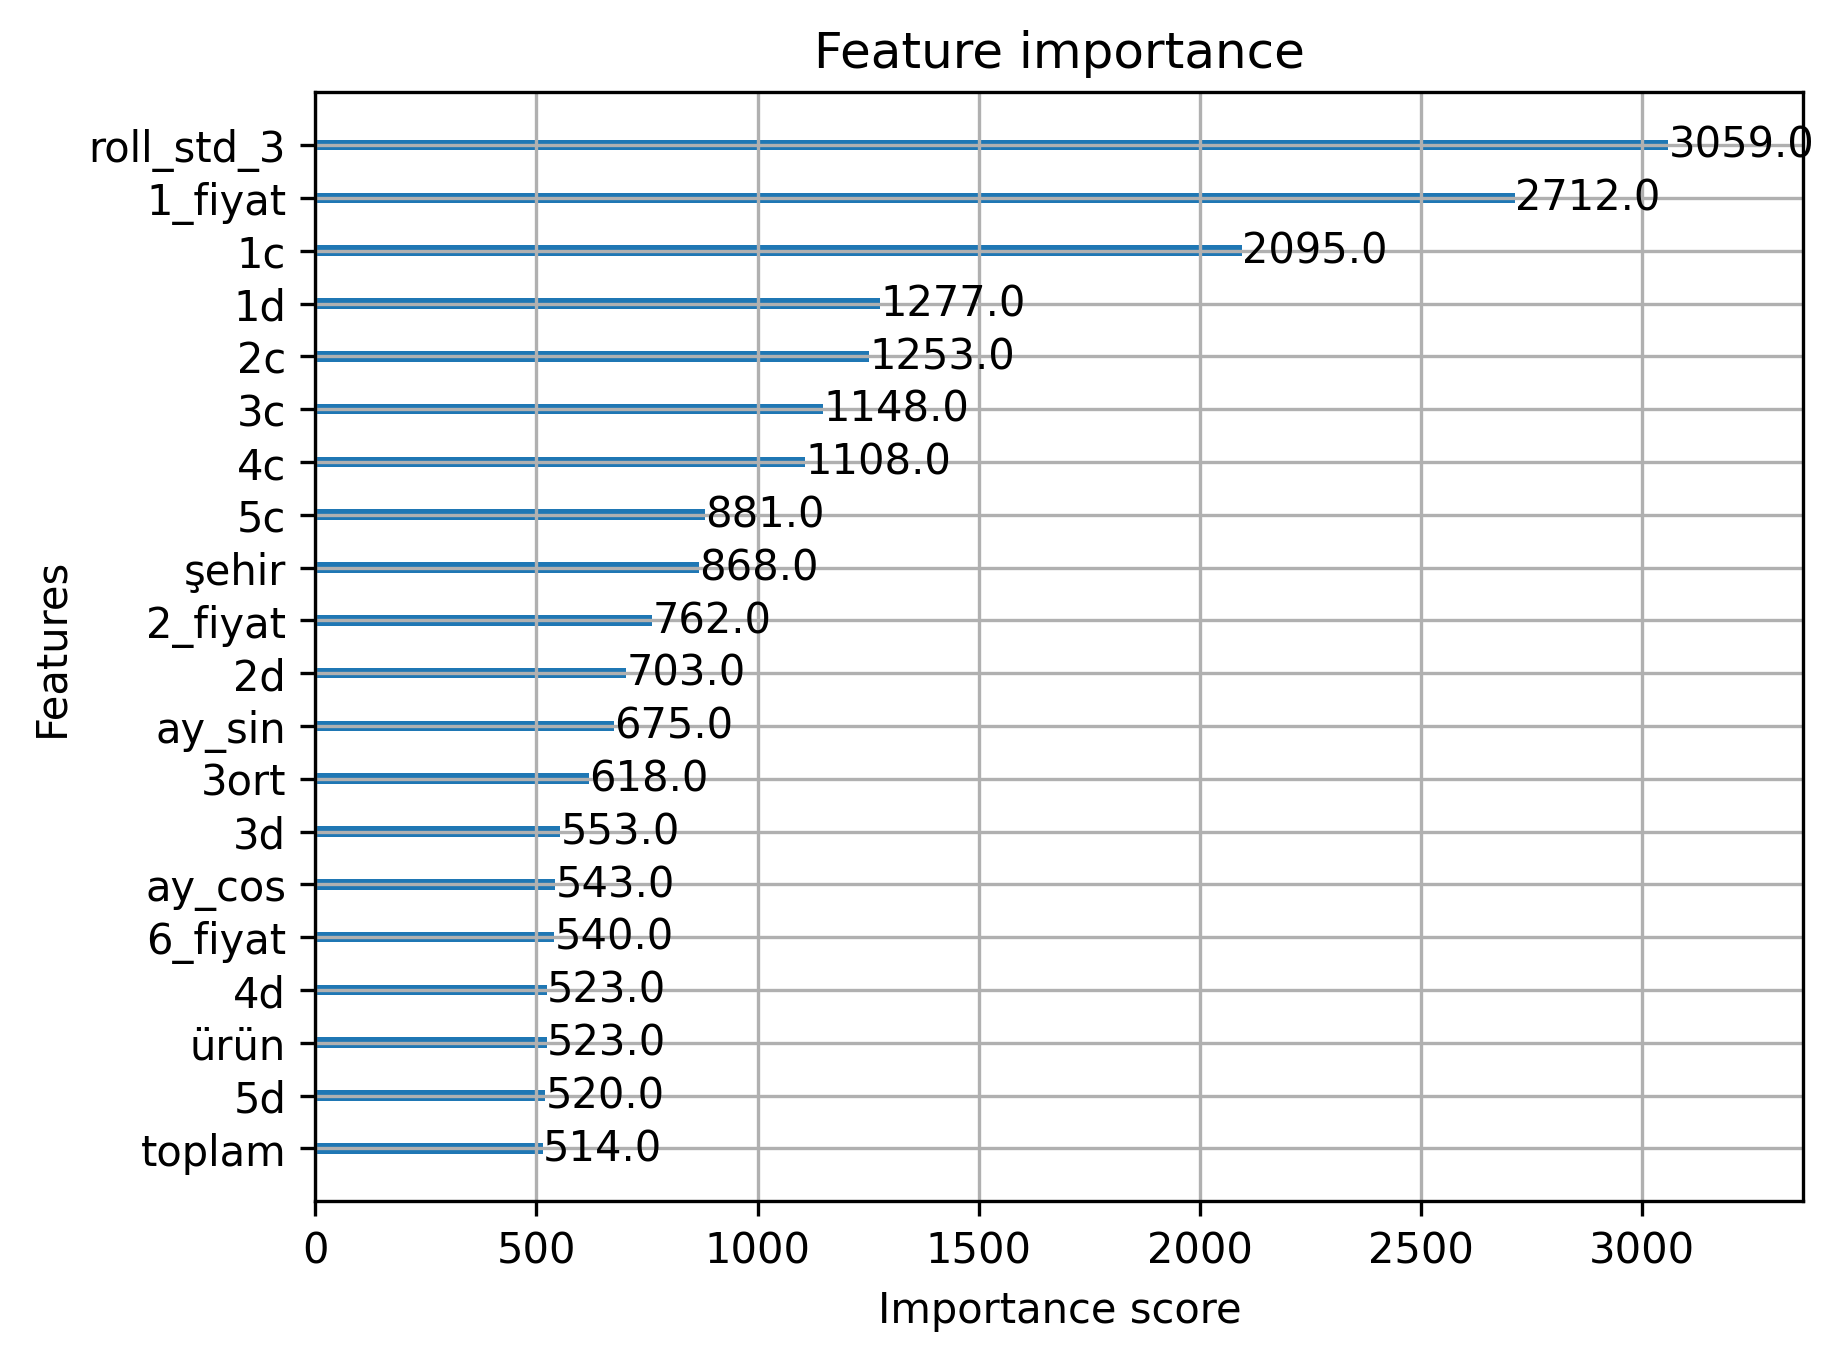 Feature importance
roll_std_3 3059.0
1_fiyat 2712.0
1c 2095.0
1d 1277.0
2c 1253.0
3c 1148.0
4c 1108.0
5c 881.0
şehir 868.0
2_fiyat 762.0
2d 703.0
ay_sin 675.0
3ort 618.0
3d 553.0
ay_cos 543.0
6_fiyat 540.0
4d 523.0
ürün 523.0
5d 520.0
toplam 514.0
Features
0 500 1000 1500 2000 2500 3000
Importance score